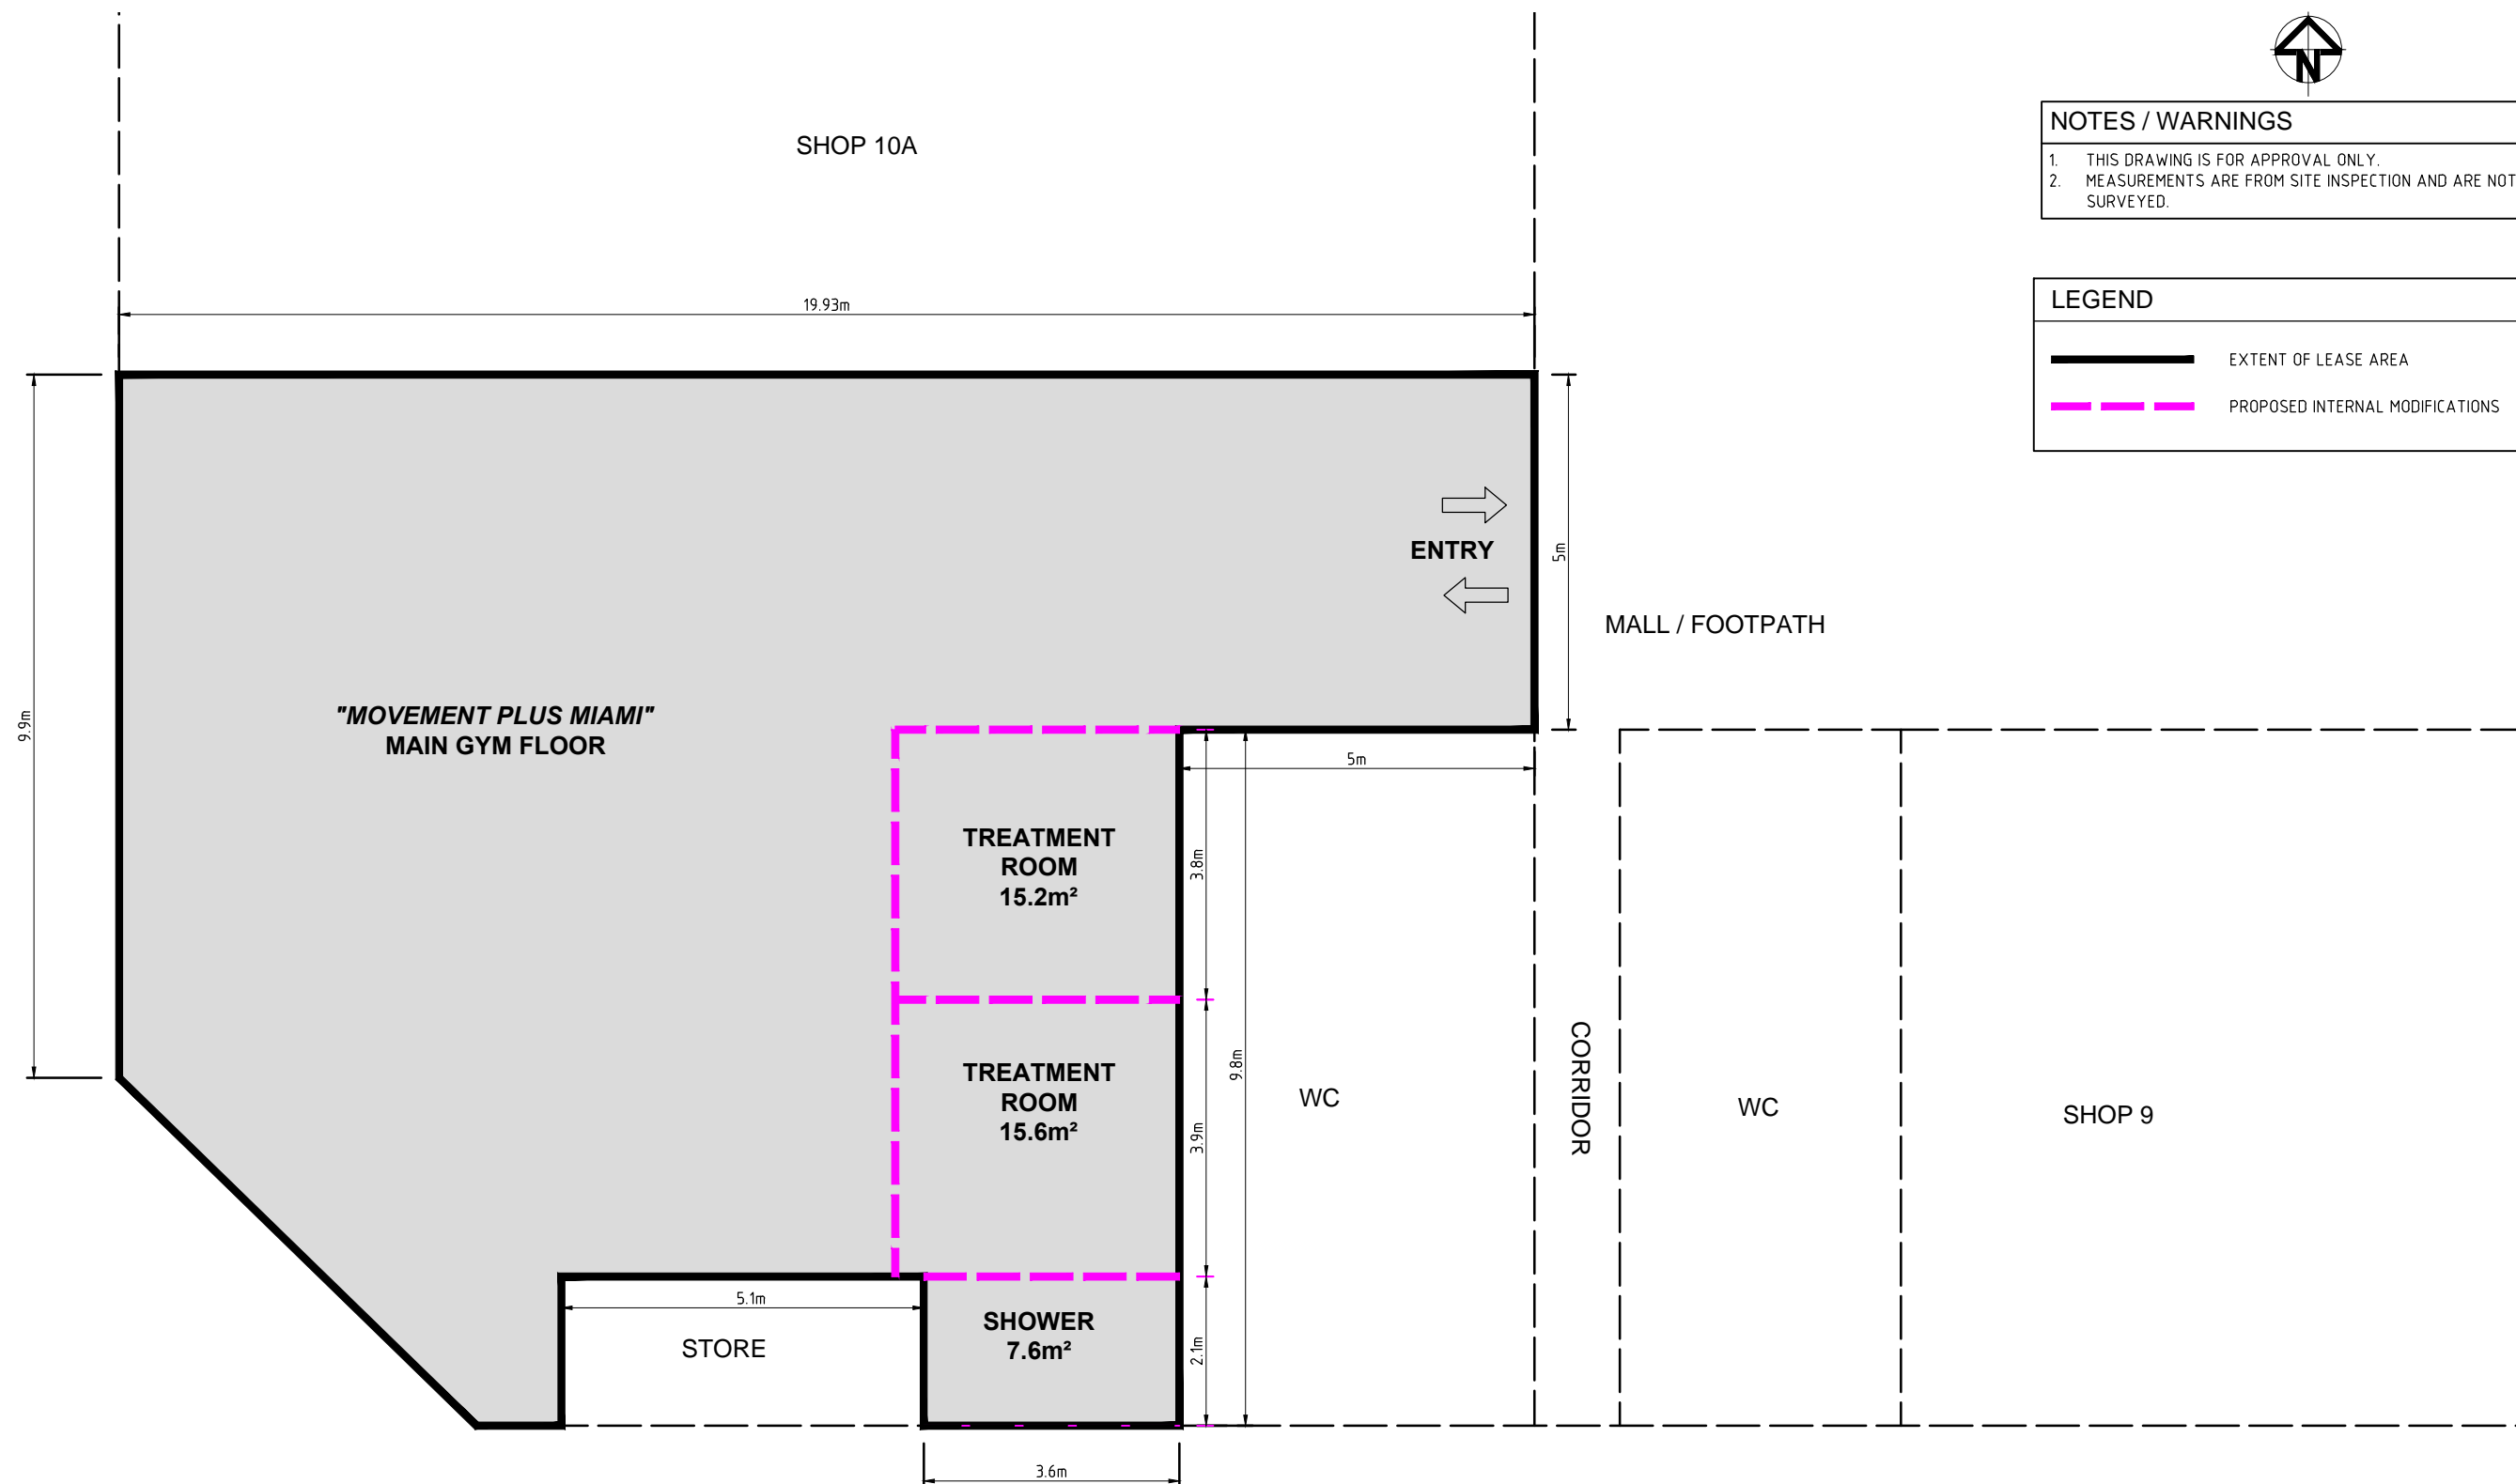 N
NOTES / WARNINGS
1. THIS DRAWING IS FOR APPROVAL ONLY.
2. MEASUREMENTS ARE FROM SITE INSPECTION AND ARE NOT
SURVEYED.
SHOP 10A
LEGEND
EXTENT OF LEASE AREA
PROPOSED INTERNAL MODIFICATIONS
19.93m
9.9m
5m
ENTRY
MALL / FOOTPATH
"MOVEMENT PLUS MIAMI"
MAIN GYM FLOOR
5m
TREATMENT
ROOM
15.2m²
3.8m
TREATMENT
ROOM
15.6m²
3.9m
9.8m
WC
CORRIDOR
WC
SHOP 9
5.1m
STORE
SHOWER
7.6m²
2.1m
3.6m